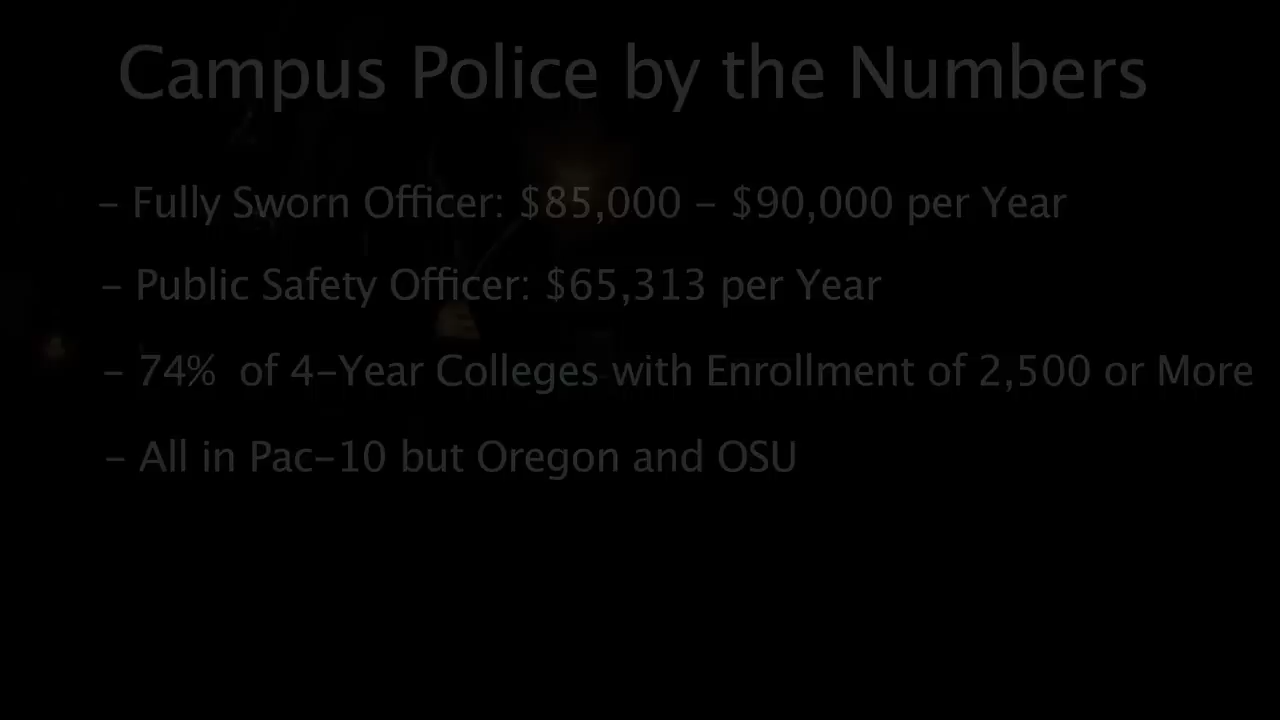 Campus Police by the Numbers
- Fully Sworn Officer: $85,000 - $90,000 per Year
- Public Safety Officer: $65,313 per Year
- 74% of 4-Year Colleges with Enrollment of 2,500 or More
- All in Pac-10 but Oregon and OSU